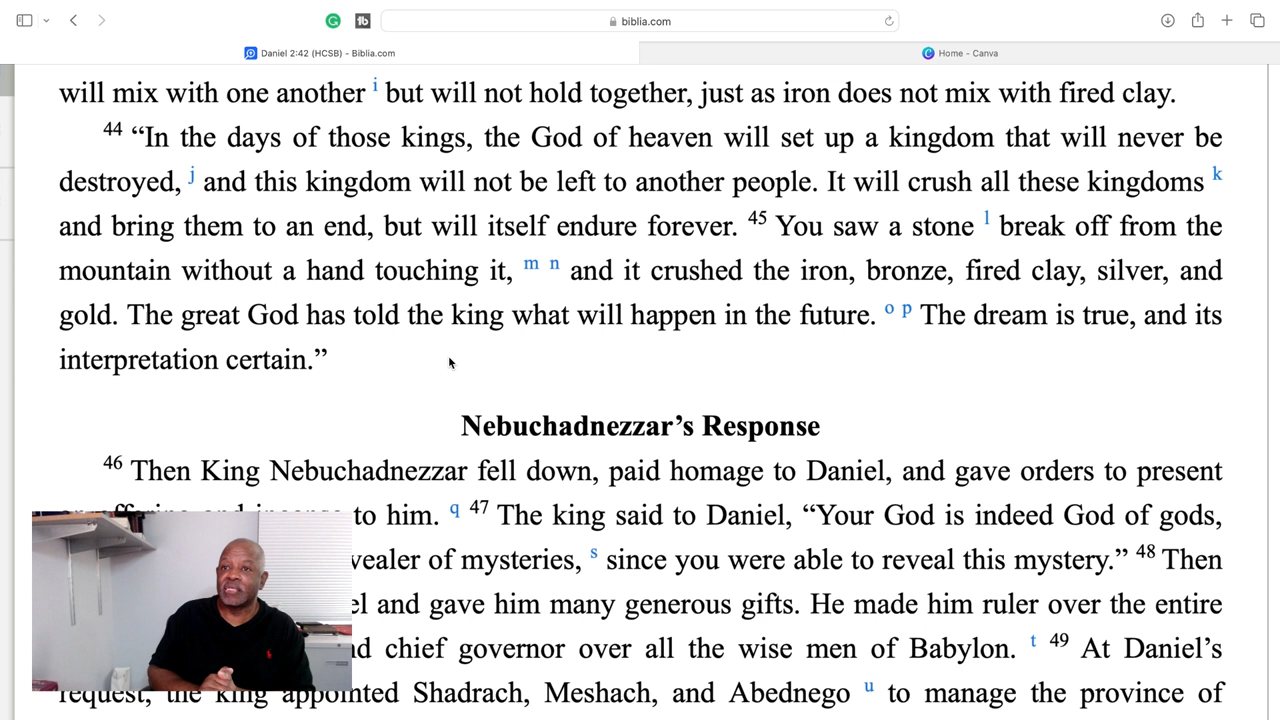 biblia.com
Daniel 2:42 (HCSB) - Biblia.com
Home - Canva
will mix with one another i but will not hold together, just as iron does not mix with fired clay.
44 “In the days of those kings, the God of heaven will set up a kingdom that will never be
destroyed, j and this kingdom will not be left to another people. It will crush all these kingdoms k
and bring them to an end, but will itself endure forever. 45 You saw a stone l break off from the
mountain without a hand touching it, m n and it crushed the iron, bronze, fired clay, silver, and
gold. The great God has told the king what will happen in the future. o p The dream is true, and its
interpretation certain.”
Nebuchadnezzar’s Response
46 Then King Nebuchadnezzar fell down, paid homage to Daniel, and gave orders to present
to him. q 47 The king said to Daniel, “Your God is indeed God of gods,
of mysteries, s since you were able to reveal this mystery.” 48 Then
and gave him many generous gifts. He made him ruler over the entire
chief governor over all the wise men of Babylon. t 49 At Daniel’s
request, the king appointed Shadrach, Meshach, and Abednego u to manage the province of